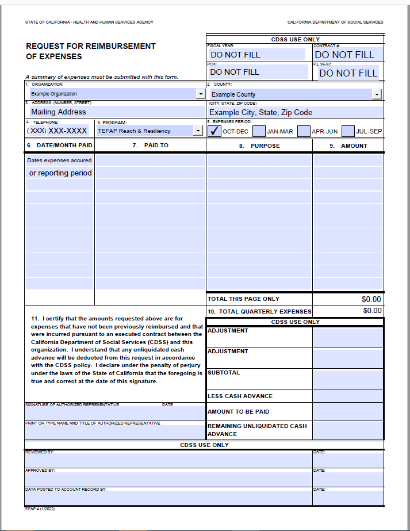 STATE OF CALIFORNIA - HEALTH AND HUMAN SERVICES AGENCY
CALIFORNIA DEPARTMENT OF SOCIAL SERVICES
REQUEST FOR REIMBURSEMENT
OF EXPENSES
A summary of expenses must be submitted with this form.
CDSS USE ONLY
FISCAL YEAR:
CONTRACT #:
DO NOT FILL
DO NOT FILL
PCA:
DO NOT FILL
DO NOT FILL
1. ORGANIZATION:
2. COUNTY:
Example Organization
Example County
3. ADDRESS (NUMBER, STREET)
(CITY, STATE, ZIP CODE)
Mailing Address
Example City, State, Zip Code
4. TELEPHONE:
5. PROGRAM:
6. EXPENSES PERIOD:
(XXX) XXX-XXXX
TEFAP Reach & Resiliency
OCT-DEC
JAN-MAR
APR-JUN
JUL-SEP
6. DATE/MONTH PAID
7. PAID TO
8. PURPOSE
9. AMOUNT
Dates expenses accured
or reporting period
TOTAL THIS PAGE ONLY
$0.00
10. TOTAL QUARTERLY EXPENSES
$0.00
11. I certify that the amounts requested above are for
expenses that have not been previously reimbursed and that
were incurred pursuant to an executed contract between the
California Department of Social Services (CDSS) and this
organization. I understand that any unliquidated cash
advance will be deducted from this request in accordance
with the CDSS policy. I declare under the penalty of perjury
under the laws of the State of California that the foregoing is
true and correct at the date of this signature.
SIGNATURE OF AUTHORIZED REPRESENTATIVE
DATE
PRINT OR TYPE NAME AND TITLE OF AUTHORIZED REPRESENTATIVE
CDSS USE ONLY
ADJUSTMENT
ADJUSTMENT
SUBTOTAL
LESS CASH ADVANCE
AMOUNT TO BE PAID
REMAINING UNLIQUIDATED CASH
ADVANCE
CDSS USE ONLY
REVIEWED BY:
DATE:
APPROVED BY:
DATE:
DATA POSTED TO ACCOUNT RECORD BY:
DATE:
EFAP 4 (1/2022)